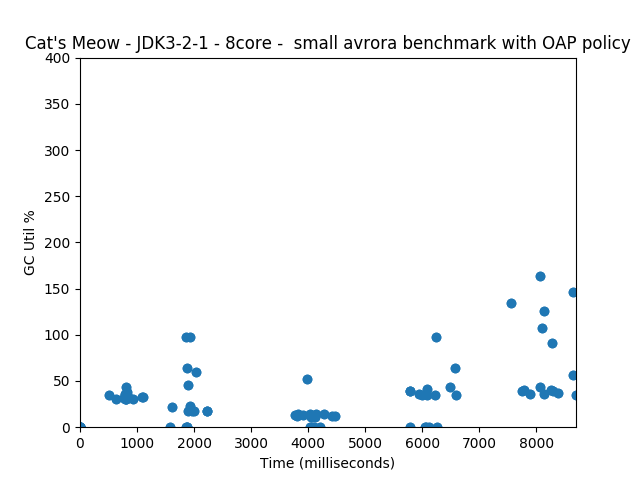 Cat's Meow - JDK3-2-1 - 8core -  small avrora benchmark with OAP policy
400
350
300
250
200
150
100
50
0
GC Util %
0 1000 2000 3000 4000 5000 6000 7000 8000
Time (milliseconds)